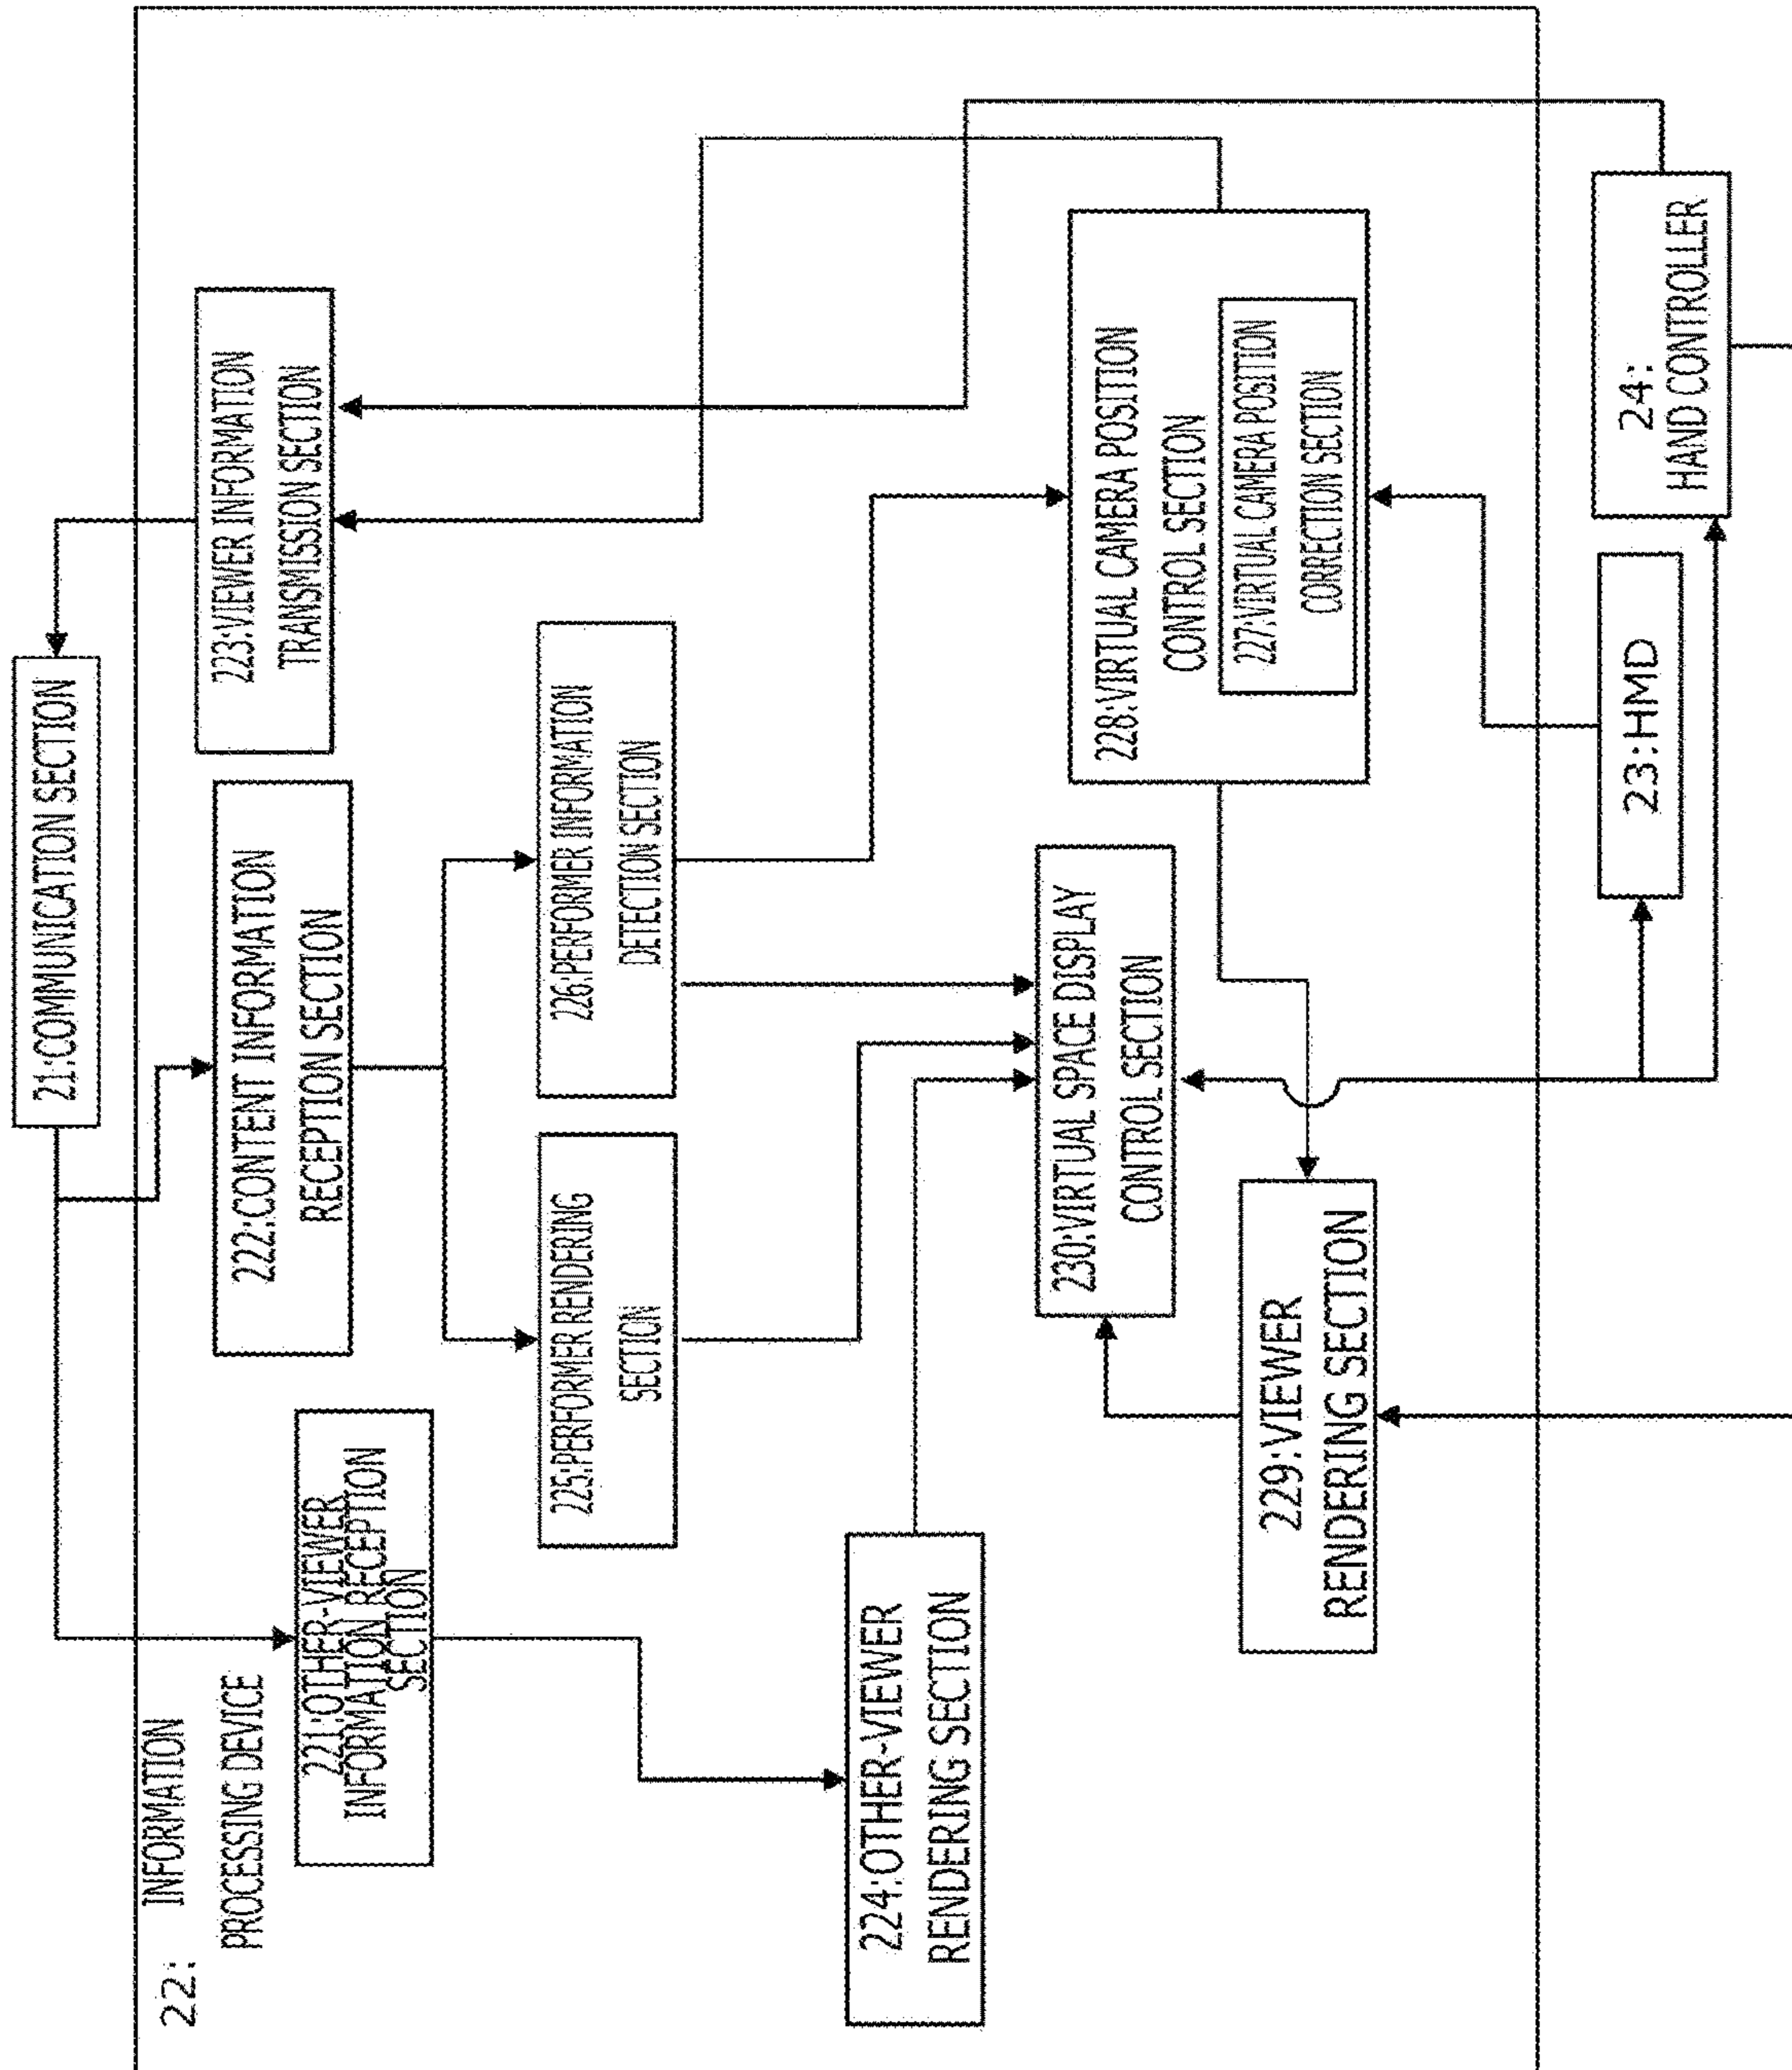 21:COMMUNICATION SECTION
22:
INFORMATION
PROCESSING DEVICE
221:OTHER-VIEWER
INFORMATION RECEPTION
SECTION
222:CONTENT INFORMATION
RECEPTION SECTION
223:VIEWER INFORMATION
TRANSMISSION SECTION
225:PERFORMER RENDERING
SECTION
226:PERFORMER INFORMATION
DETECTION SECTION
224:OTHER-VIEWER
RENDERING SECTION
230:VIRTUAL SPACE DISPLAY
CONTROL SECTION
228:VIRTUAL CAMERA POSITION
CONTROL SECTION
227:VIRTUAL CAMERA POSITION
CORRECTION SECTION
229:VIEWER
RENDERING SECTION
23:HMD
24:
HAND CONTROLLER